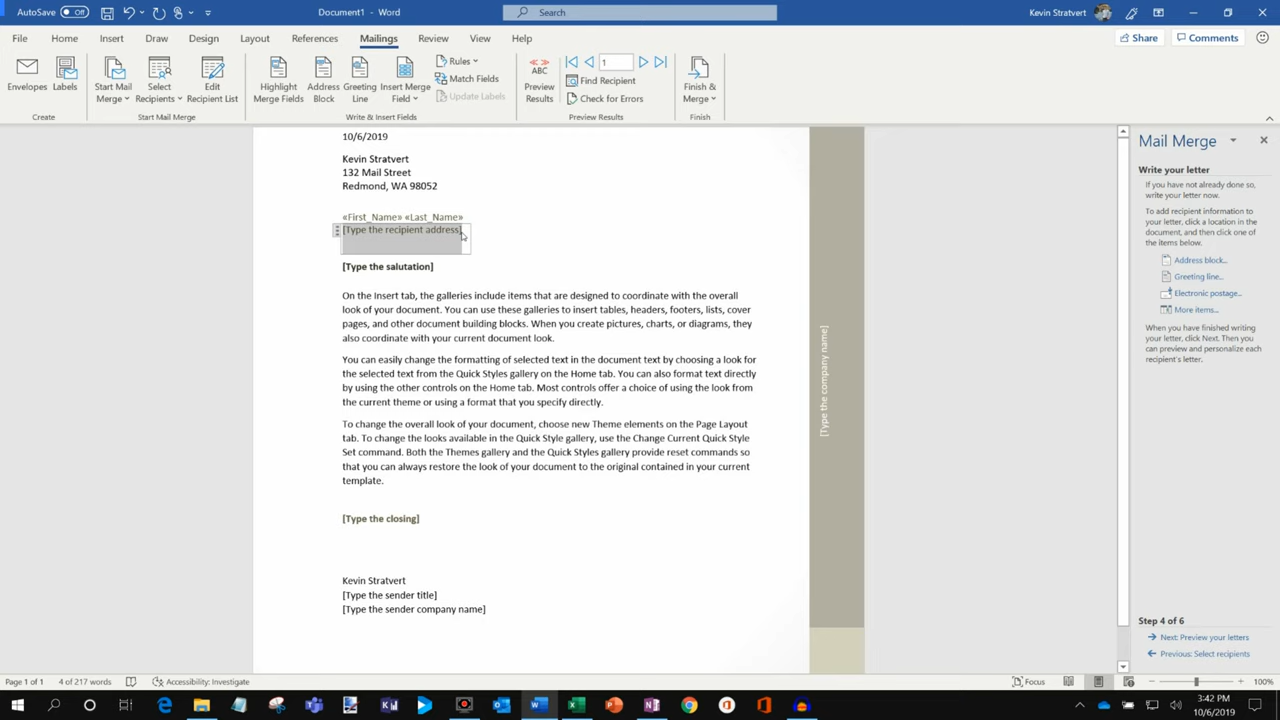 AutoSave Off
Document1 - Word
Search
Kevin Stratvert
File Home Insert Draw Design Layout References Mailings Review View Help
Share Comments
Envelopes
Labels
Start Mail
Merge
Select
Recipients
Edit
Recipient List
Highlight
Merge Fields
Address
Block
Greeting
Line
Insert Merge
Field
Rules
Match Fields
Update Labels
ABC
Preview
Results
1
Find Recipient
Check for Errors
Finish &
Merge
Create
Start Mail Merge
Write & Insert Fields
Preview Results
Finish
10/6/2019
Kevin Stratvert
132 Mail Street
Redmond, WA 98052
«First_Name» «Last_Name»
[Type the recipient address]
[Type the salutation]
On the Insert tab, the galleries include items that are designed to coordinate with the overall
look of your document. You can use these galleries to insert tables, headers, footers, lists, cover
pages, and other document building blocks. When you create pictures, charts, or diagrams, they
also coordinate with your current document look.
You can easily change the formatting of selected text in the document text by choosing a look for
the selected text from the Quick Styles gallery on the Home tab. You can also format text directly
by using the other controls on the Home tab. Most controls offer a choice of using the look from
the current theme or using a format that you specify directly.
To change the overall look of your document, choose new Theme elements on the Page Layout
tab. To change the looks available in the Quick Style gallery, use the Change Current Quick Style
Set command. Both the Themes gallery and the Quick Styles gallery provide reset commands so
that you can always restore the look of your document to the original contained in your current
template.
[Type the closing]
Kevin Stratvert
[Type the sender title]
[Type the sender company name]
[Type the company name]
Mail Merge
Write your letter
If you have not already done so,
write your letter now.
To add recipient information to
your letter, click a location in the
document, and then click one of
the items below.
Address block...
Greeting line...
Electronic postage...
More items...
When you have finished writing
your letter, click Next. Then you
can preview and personalize each
recipient's letter.
Step 4 of 6
Next: Preview your letters
Previous: Select recipients
Page 1 of 1
4 of 217 words
Accessibility: Investigate
Focus
100%
3:42 PM
10/6/2019